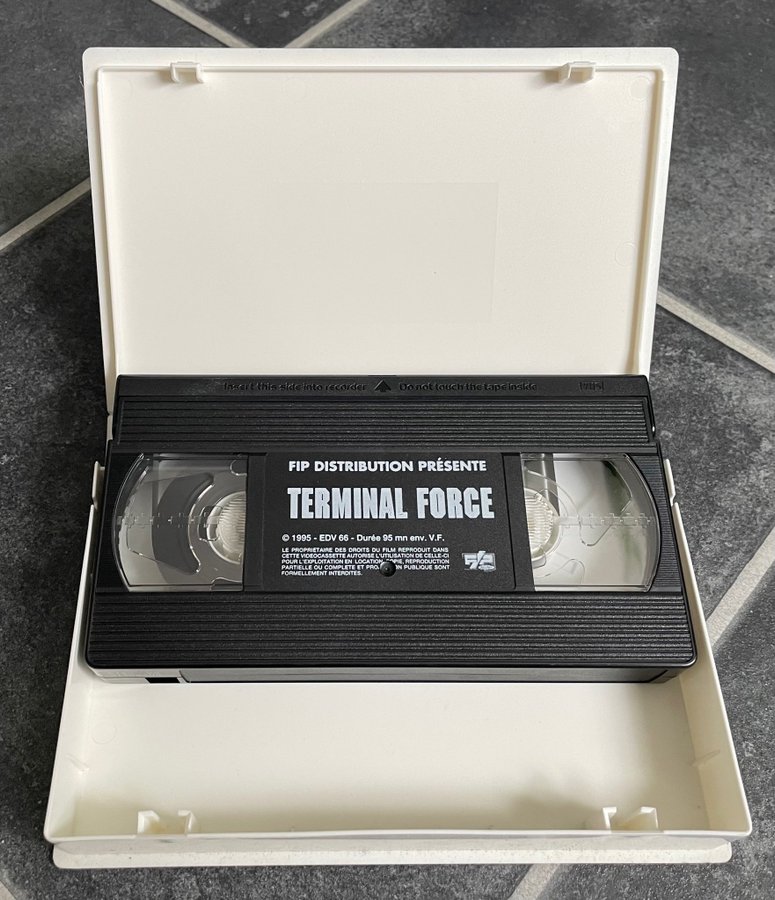 Insert this side into recorder Do not touch the tape inside VHS
FIP DISTRIBUTION PRÉSENTE
TERMINAL FORCE
© 1995 - EDV 66 - Durée 95 mn env. V.F.
LE PROPRIETAIRE DES DROITS DU FILM REPRODUIT DANS
CETTE VIDEOCASSETTE AUTORISE L'UTILISATION DE CELLE-CI
POUR L'EXPLOITATION EN LOCATION REPRODUCTION
PARTIELLE OU COMPLETE ET PUBLIQUE SONT
FORMELLEMENT INTERDITES.